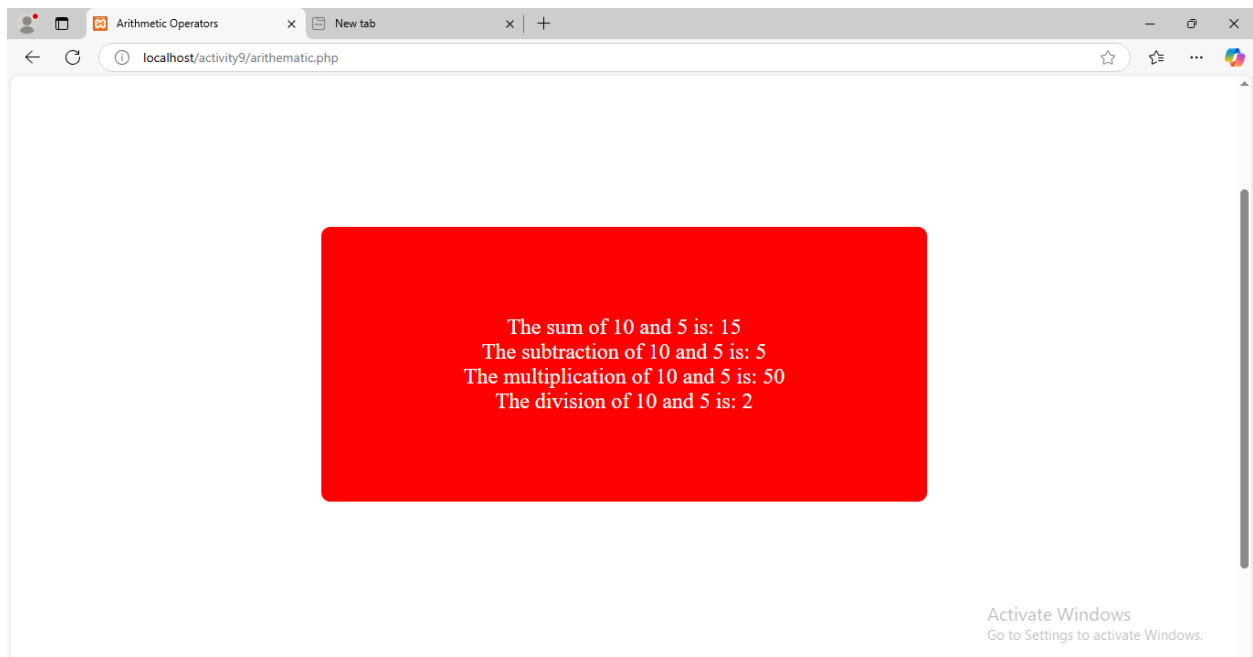 Arithmetic Operators
New tab
localhost/activity9/arithematic.php
The sum of 10 and 5 is: 15
The subtraction of 10 and 5 is: 5
The multiplication of 10 and 5 is: 50
The division of 10 and 5 is: 2
Activate Windows
Go to Settings to activate Windows.